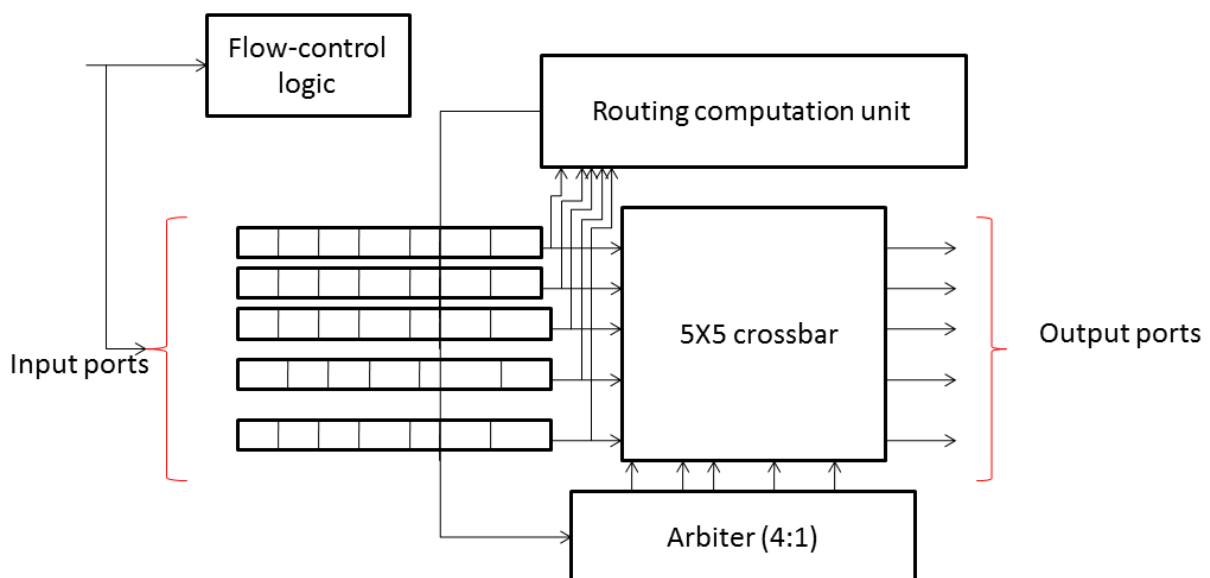 Flow-control
logic
Routing computation unit
5X5 crossbar
Input ports
Output ports
Arbiter (4:1)